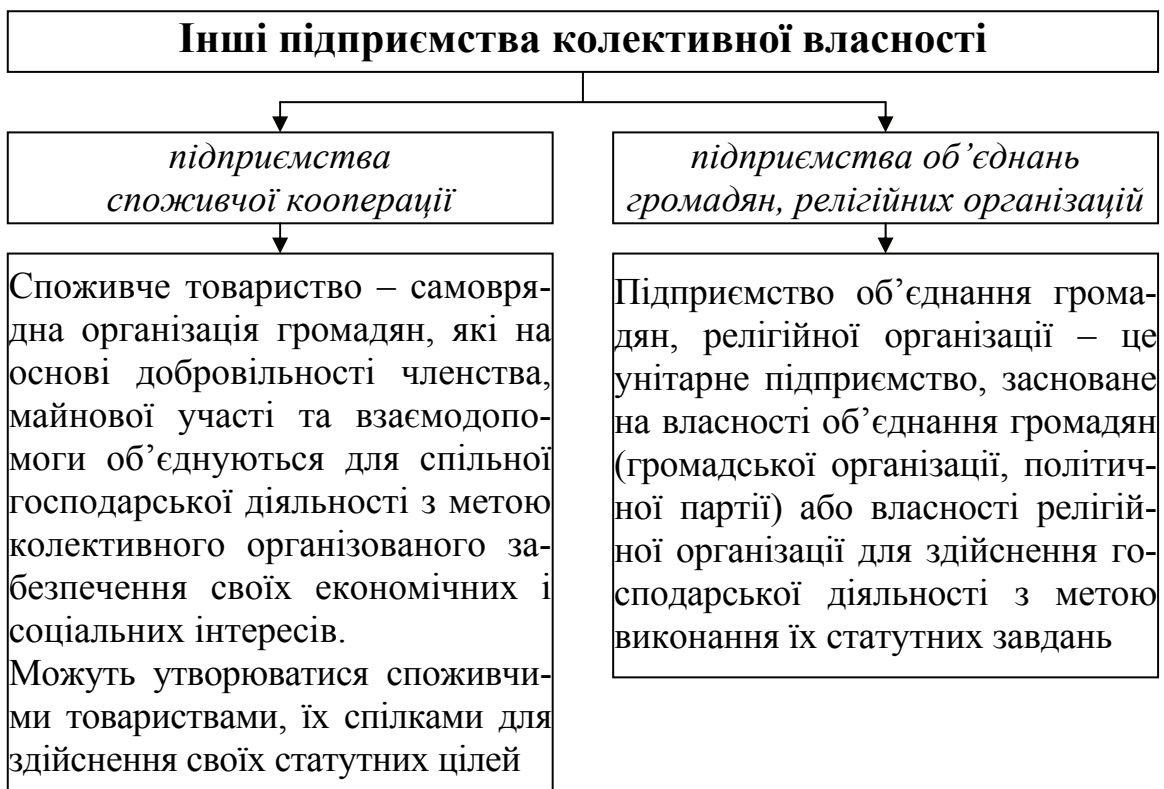 Інші підприємства колективної власності
підприємства
споживчої кооперації
підприємства об’єднань
громадян, релігійних організацій
Споживче товариство – самовря-
дна організація громадян, які на
основі добровільності членства,
майнової участі та взаємодопо-
моги об’єднуються для спільної
господарської діяльності з метою
колективного організованого за-
безпечення своїх економічних і
соціальних інтересів.
Можуть утворюватися споживчи-
ми товариствами, їх спілками для
здійснення своїх статутних цілей
Підприємство об’єднання грома-
дян, релігійної організації – це
унітарне підприємство, засноване
на власності об’єднання громадян
(громадської організації, політич-
ної партії) або власності релігій-
ної організації для здійснення го-
сподарської діяльності з метою
виконання їх статутних завдань